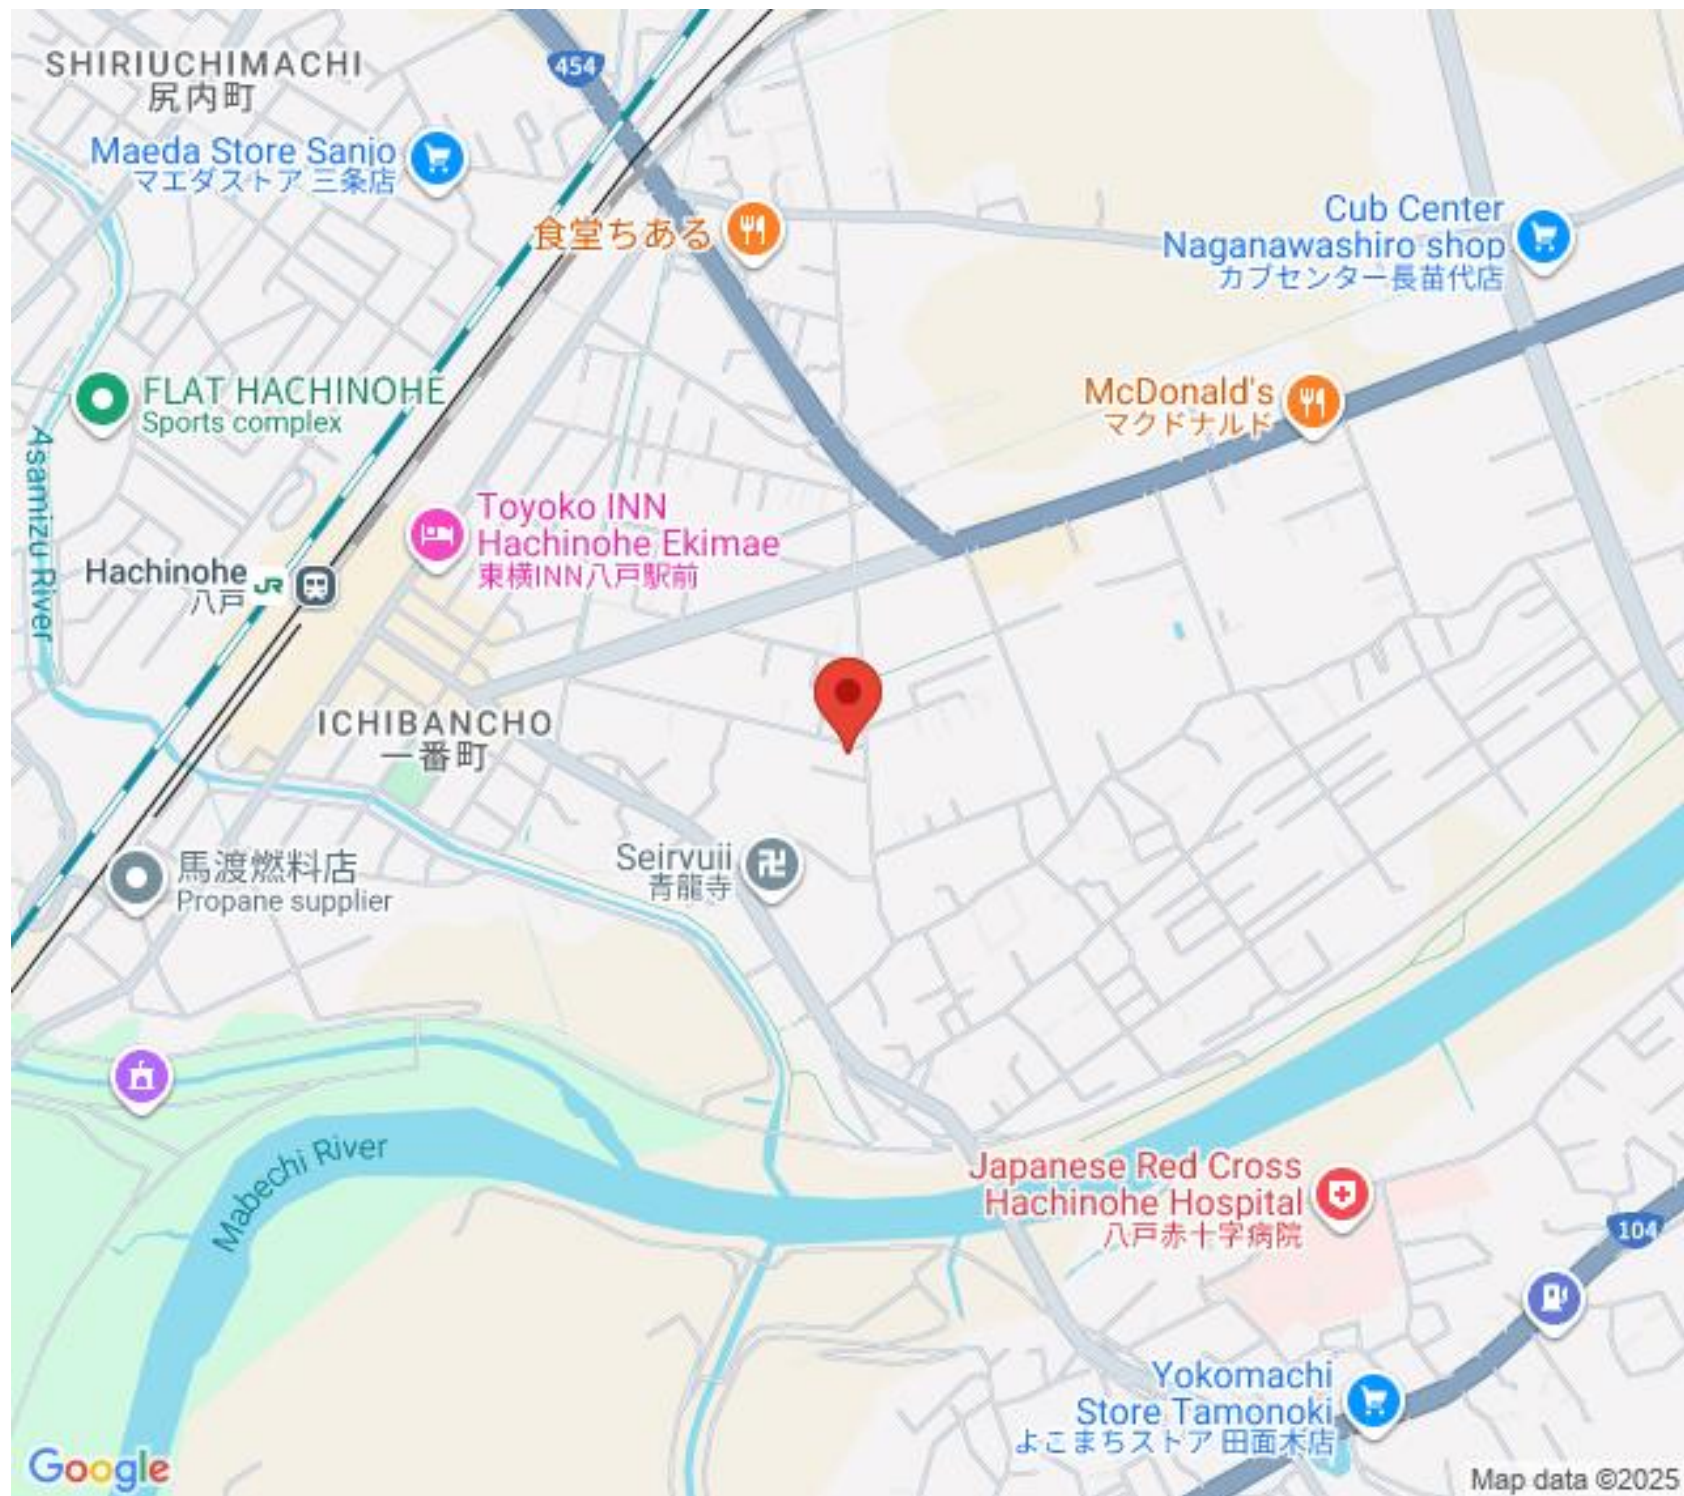 454
SHIRIUCHIMACHI
尻内町
Maeda Store Sanjo
マエダストア 三条店
食堂ちある
Cub Center
Naganawashiro shop
カブセンター長苗代店
FLAT HACHINOHE
Sports complex
McDonald's
マクドナルド
Asamizu River
Toyoko INN
Hachinohe Ekimae
東横INN八戸駅前
Hachinohe
八戸
JR
ICHIBANCHO
一番町
Seiryuji
青龍寺
馬渡燃料店
Propane supplier
Mabechi River
Japanese Red Cross
Hachinohe Hospital
八戸赤十字病院
104
Yokomachi
Store Tamonoki
よこまちストア 田面木店
Google
Map data ©2025